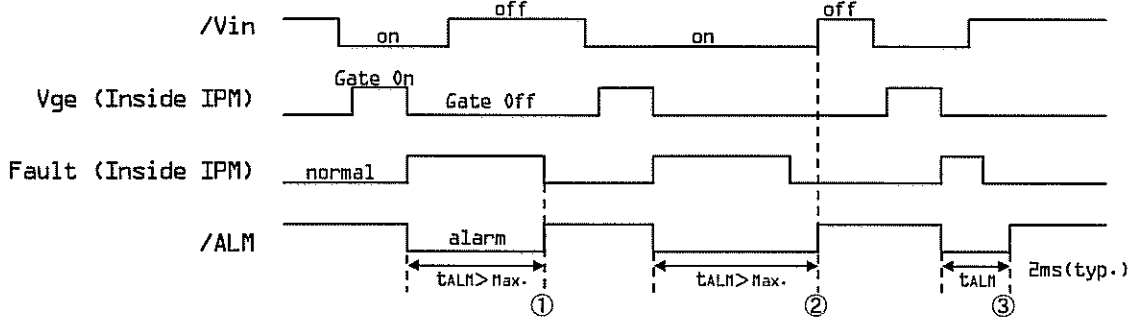 off
off
/Vin
on
on
Gate On
Vge (Inside IPM)
Gate Off
Fault (Inside IPM)
normal
/ALM
alarm
tALM> Max.
tALM> Max.
tALM
2ms(typ.)
①
②
③